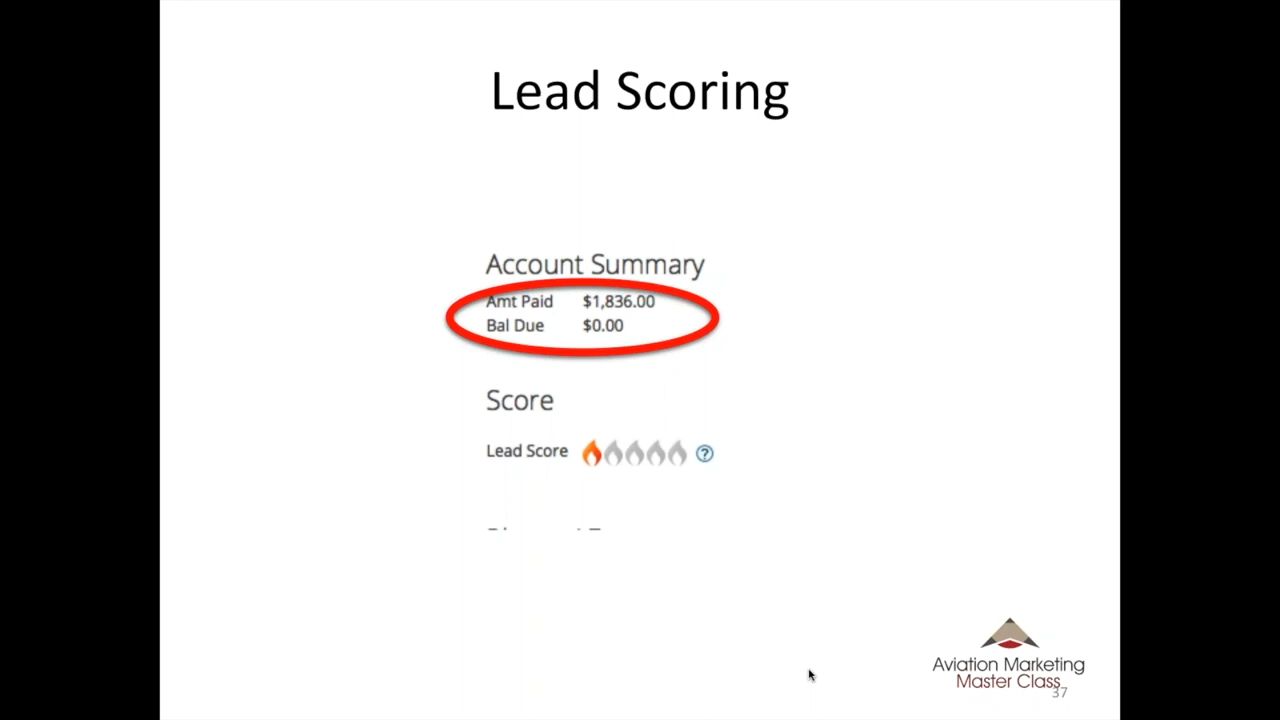 Lead Scoring
Account Summary
Amt Paid $1,836.00
Bal Due $0.00
Score
Lead Score ?
Aviation Marketing
Master Class
37